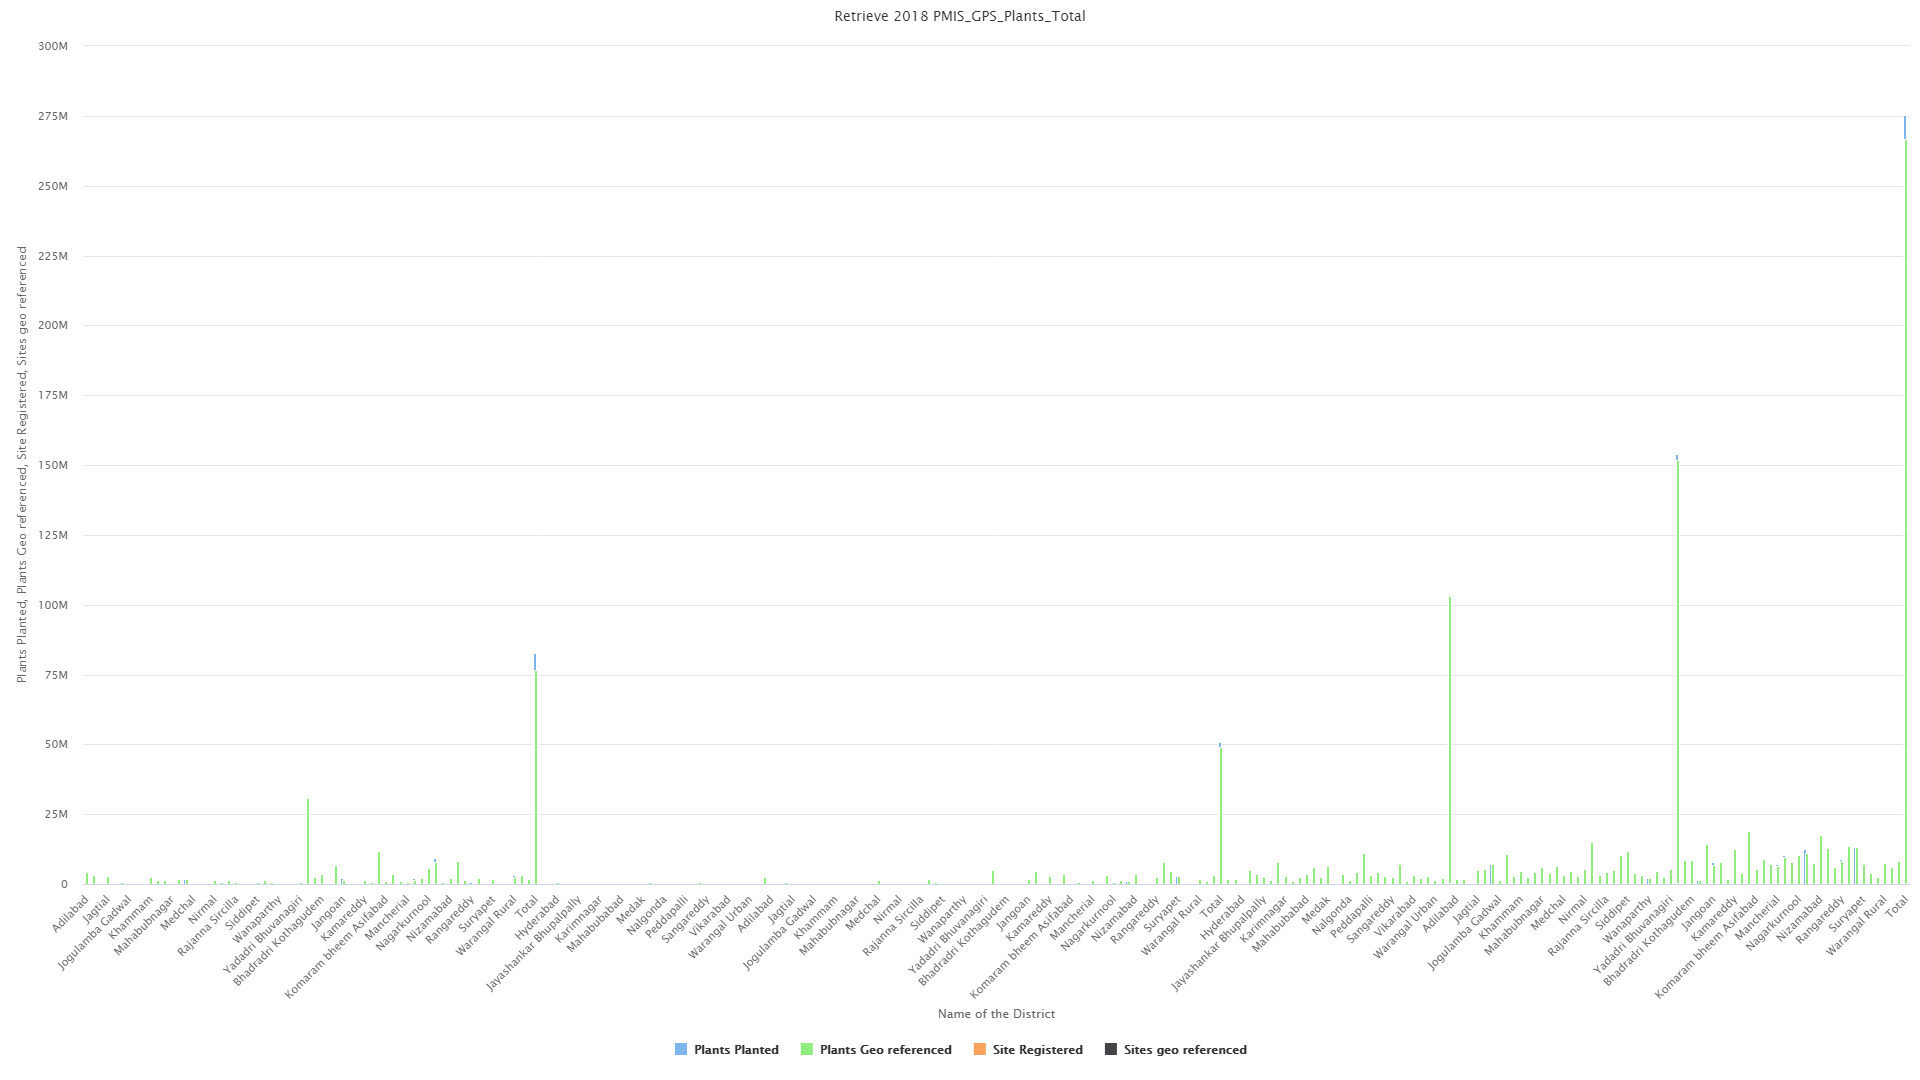 Retrieve 2018 PMIS_GPS_Plants_Total
Plants Planted, Plants Geo referenced, Site Registered, Sites geo referenced
300M
275M
250M
225M
200M
175M
150M
125M
100M
75M
50M
25M
0
Adilabad
Jagtial
Jogulamba Gadwal
Khammam
Mahabubnagar
Medchal
Nirmal
Rajanna Sircilla
Siddipet
Wanaparthy
Yadadri Bhuvanagiri
Bhadradri Kothagudem
Jangoan
Kamareddy
Komaram bheem Asifabad
Mancherial
Nagarkurnool
Nizamabad
Rangareddy
Suryapet
Warangal Rural
Total
Hyderabad
Jayashankar Bhupalpally
Karimnagar
Mahabubabad
Medak
Nalgonda
Peddapalli
Sangareddy
Vikarabad
Warangal Urban
Adilabad
Jagtial
Jogulamba Gadwal
Khammam
Mahabubnagar
Medchal
Nirmal
Rajanna Sircilla
Siddipet
Wanaparthy
Yadadri Bhuvanagiri
Bhadradri Kothagudem
Jangoan
Kamareddy
Komaram bheem Asifabad
Mancherial
Nagarkurnool
Nizamabad
Rangareddy
Suryapet
Warangal Rural
Total
Hyderabad
Jayashankar Bhupalpally
Karimnagar
Mahabubabad
Medak
Nalgonda
Peddapalli
Sangareddy
Vikarabad
Warangal Urban
Adilabad
Jagtial
Jogulamba Gadwal
Khammam
Mahabubnagar
Medchal
Nirmal
Rajanna Sircilla
Siddipet
Wanaparthy
Yadadri Bhuvanagiri
Bhadradri Kothagudem
Jangoan
Kamareddy
Komaram bheem Asifabad
Mancherial
Nagarkurnool
Nizamabad
Rangareddy
Suryapet
Warangal Rural
Total
Name of the District
Plants Planted
Plants Geo referenced
Site Registered
Sites geo referenced